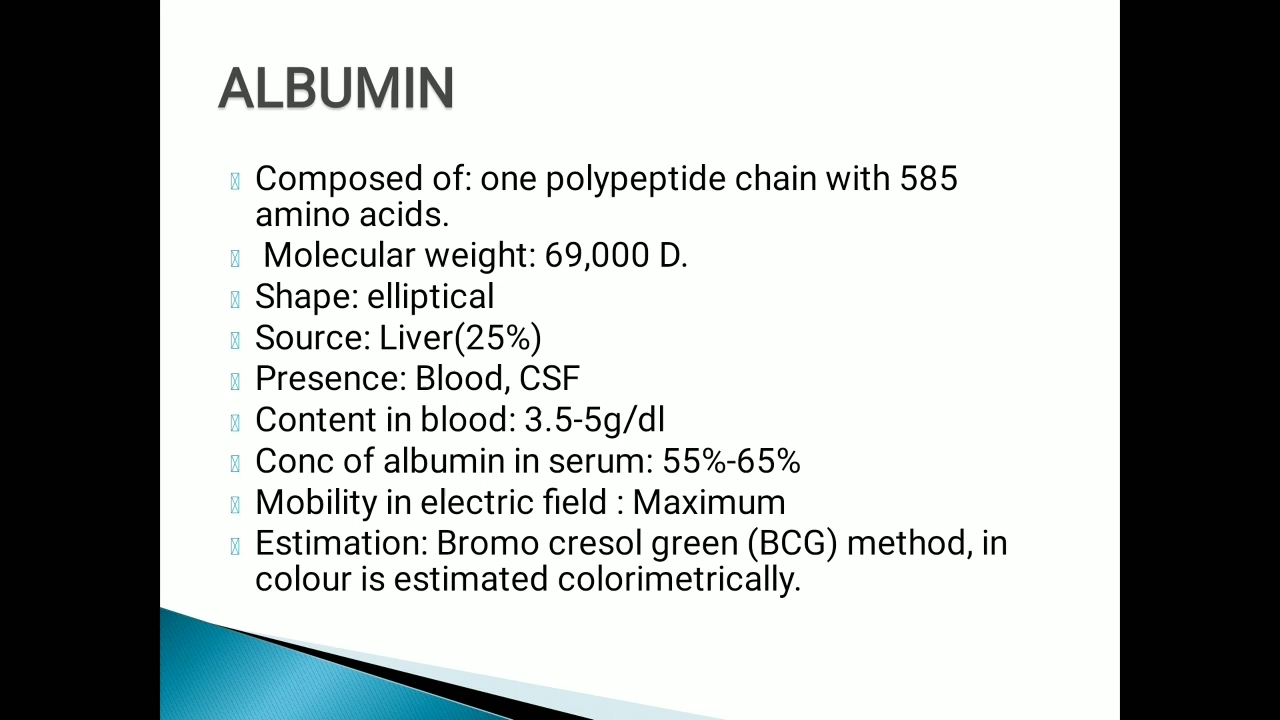 ALBUMIN
Composed of: one polypeptide chain with 585
amino acids.
Molecular weight: 69,000 D.
Shape: elliptical
Source: Liver(25%)
Presence: Blood, CSF
Content in blood: 3.5-5g/dl
Conc of albumin in serum: 55%-65%
Mobility in electric field : Maximum
Estimation: Bromo cresol green (BCG) method, in
colour is estimated colorimetrically.